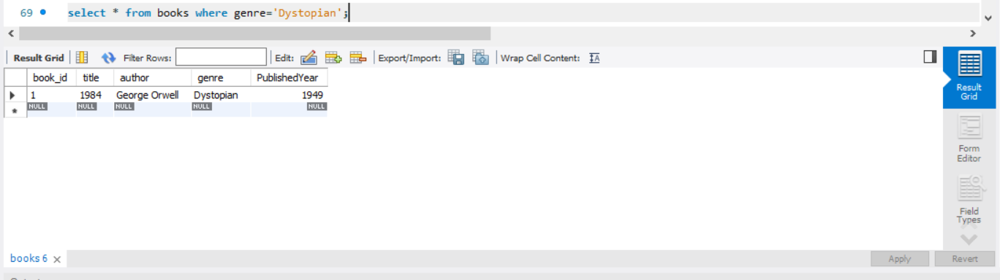 69 select * from books where genre='Dystopian';
Result Grid Filter Rows: Edit: Export/Import: Wrap Cell Content: IA
book_id title author genre PublishedYear
1 1984 George Orwell Dystopian 1949
NULL NULL NULL NULL NULL
Result
Grid
Form
Editor
Field
Types
books 6 Apply Revert